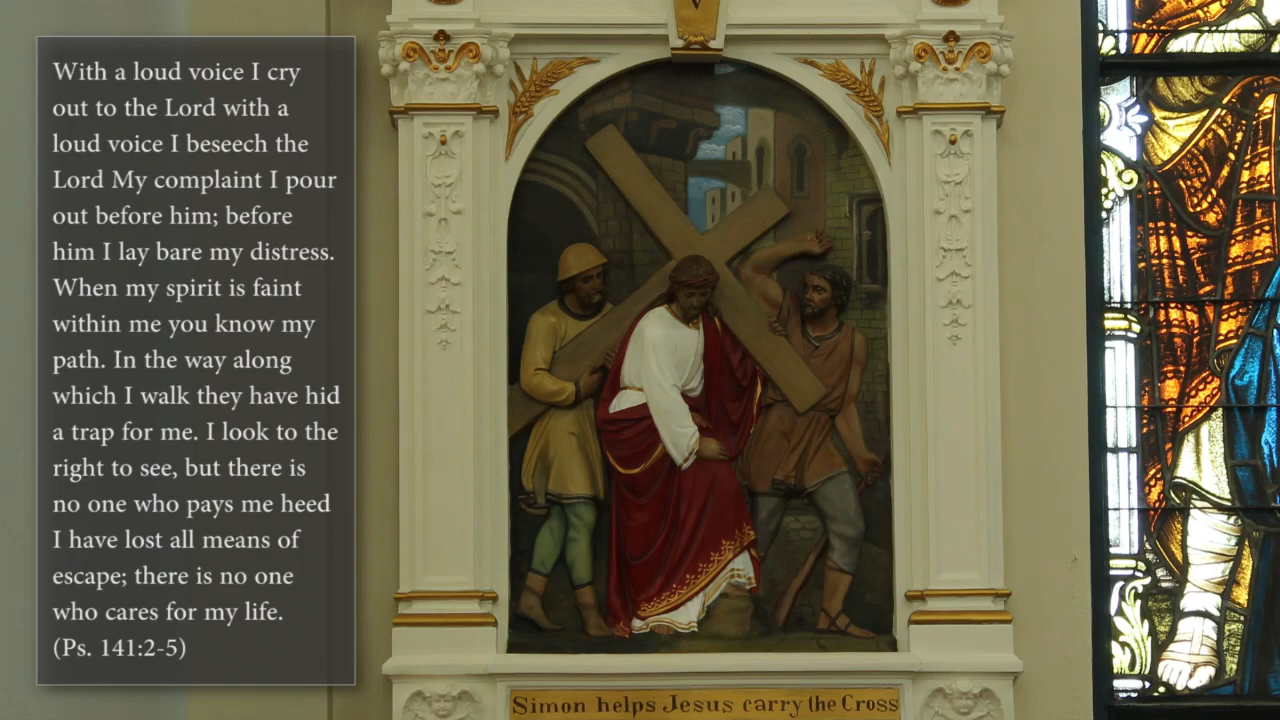 With a loud voice I cry
out to the Lord with a
loud voice I beseech the
Lord My complaint I pour
out before him; before
him I lay bare my distress.
When my spirit is faint
within me you know my
path. In the way along
which I walk they have hid
a trap for me. I look to the
right to see, but there is
no one who pays me heed
I have lost all means of
escape; there is no one
who cares for my life.
(Ps. 141:2-5)
V
Simon helps Jesus carry the Cross